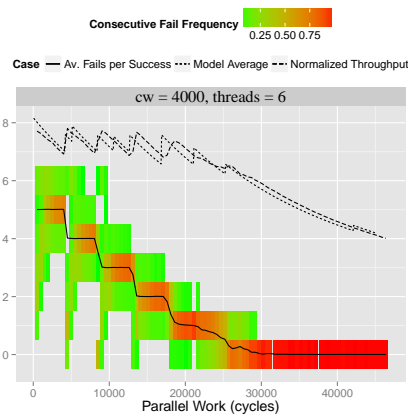 Consecutive Fail Frequency
0.25 0.50 0.75
Case Av. Fails per Success Model Average Normalized Throughput
cw = 4000, threads = 6
8
6
4
2
0
0 10000 20000 30000 40000
Parallel Work (cycles)